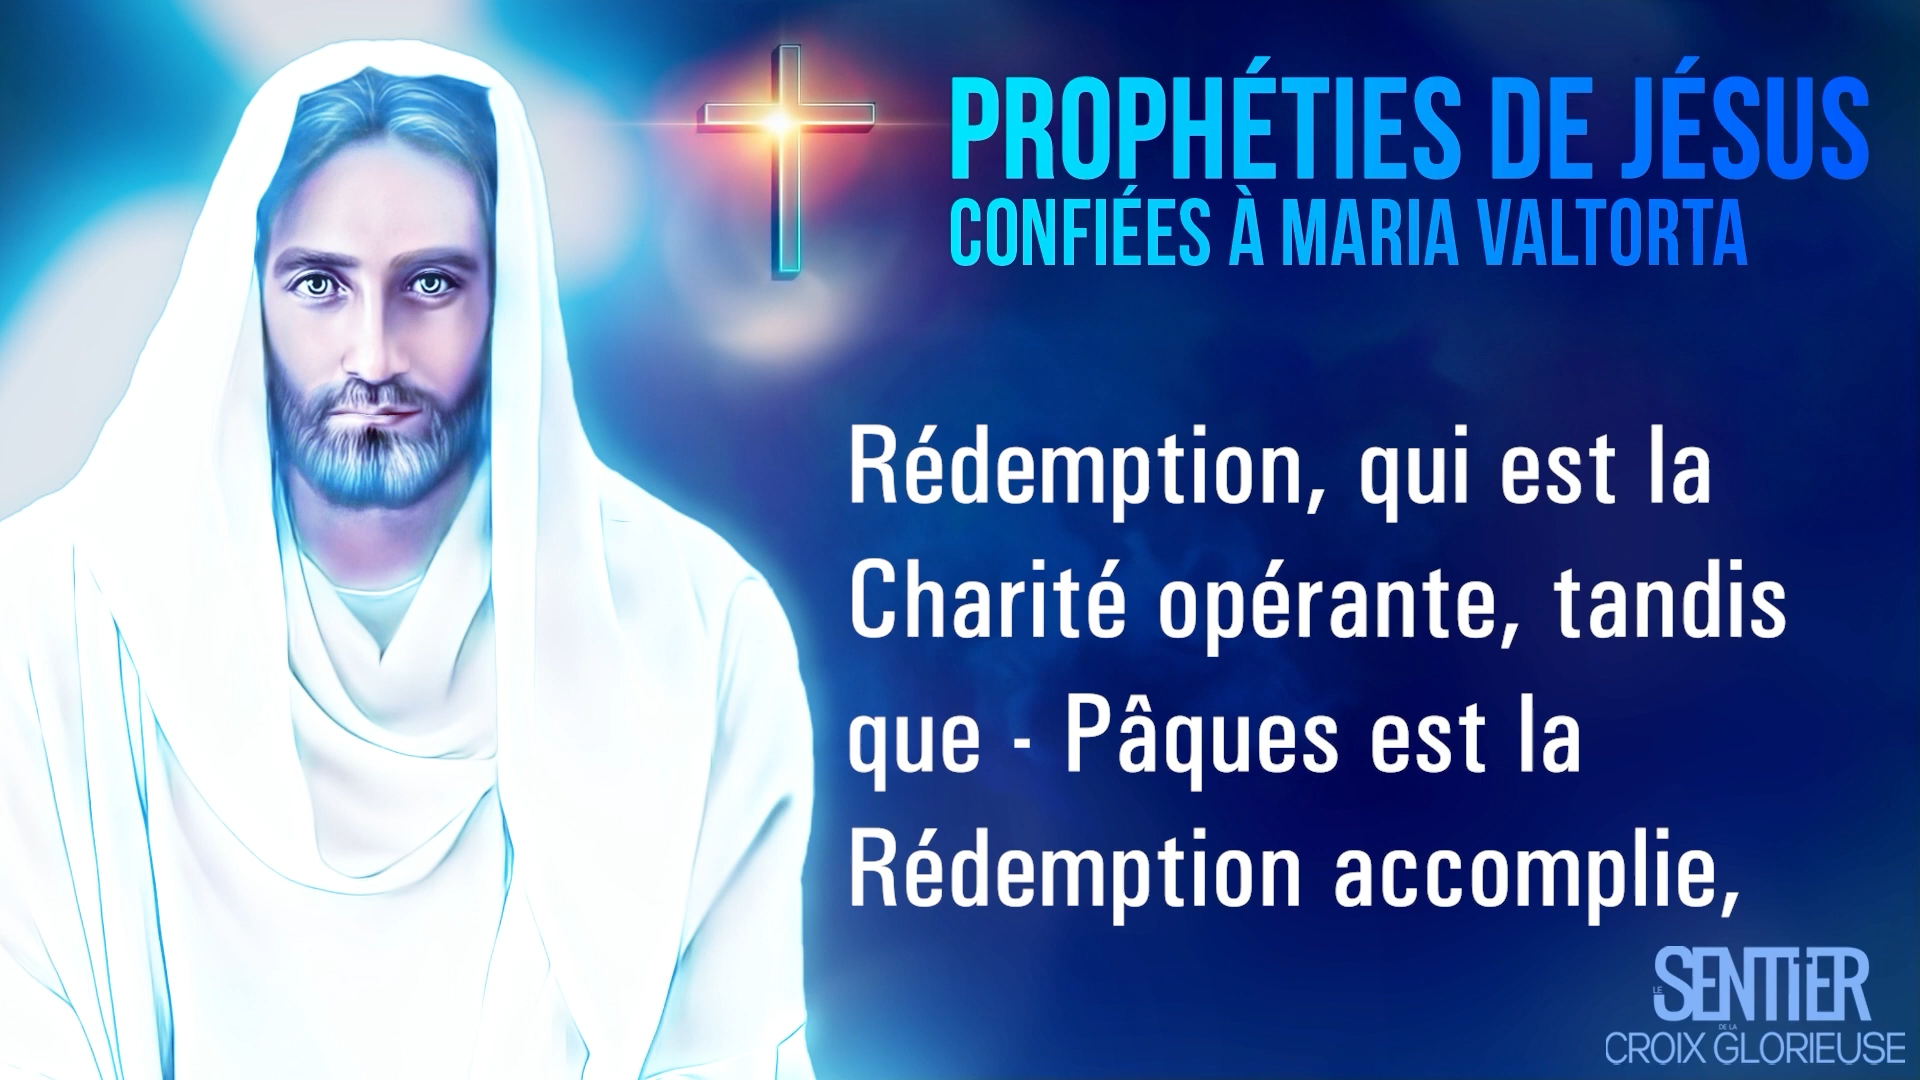 PROPHÉTIES DE JÉSUS
CONFIÉES À MARIA VALTORTA
Rédemption, qui est la
Charité opérante, tandis
que - Pâques est la
Rédemption accomplie,
LE SENTIER
DE LA
CROIX GLORIEUSE